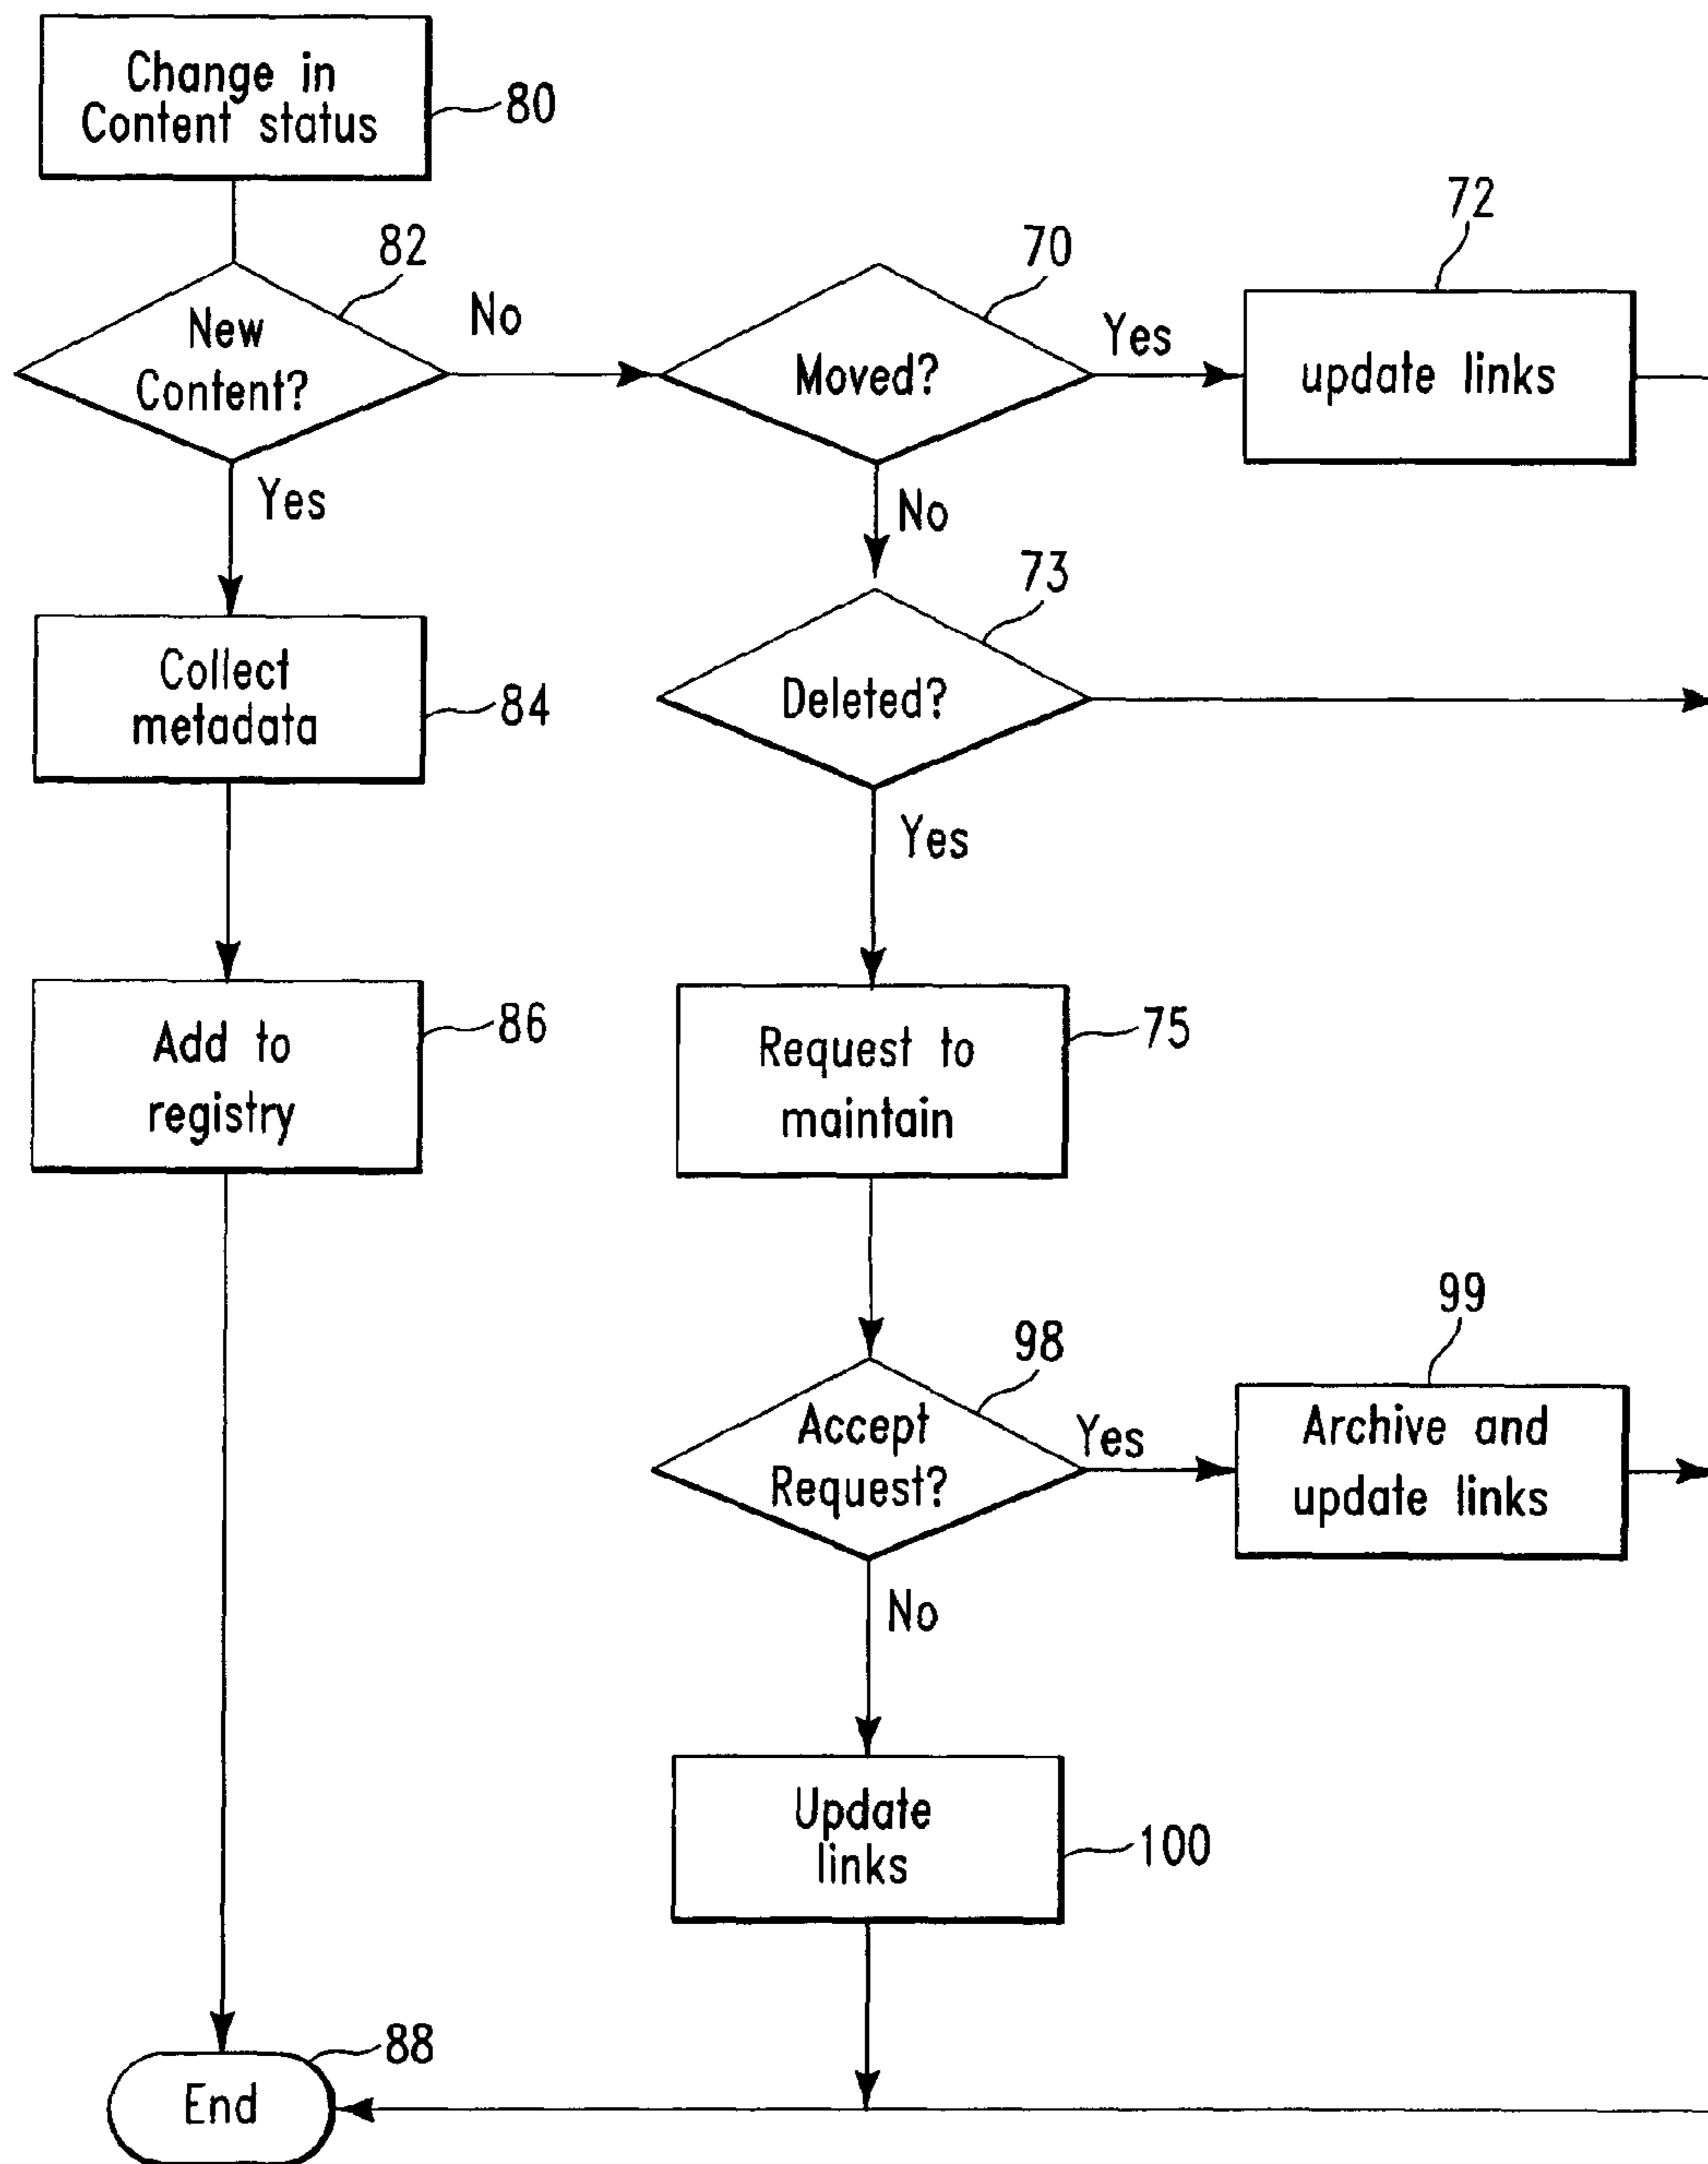 Change in
Content status
80
82
New
Content?
No
70
Moved?
Yes
72
update links
Yes
No
73
Collect
metadata
84
Deleted?
Yes
Add to
registry
86
Request to
maintain
75
98
Accept
Request?
Yes
99
Archive and
update links
No
Update
links
100
88
End